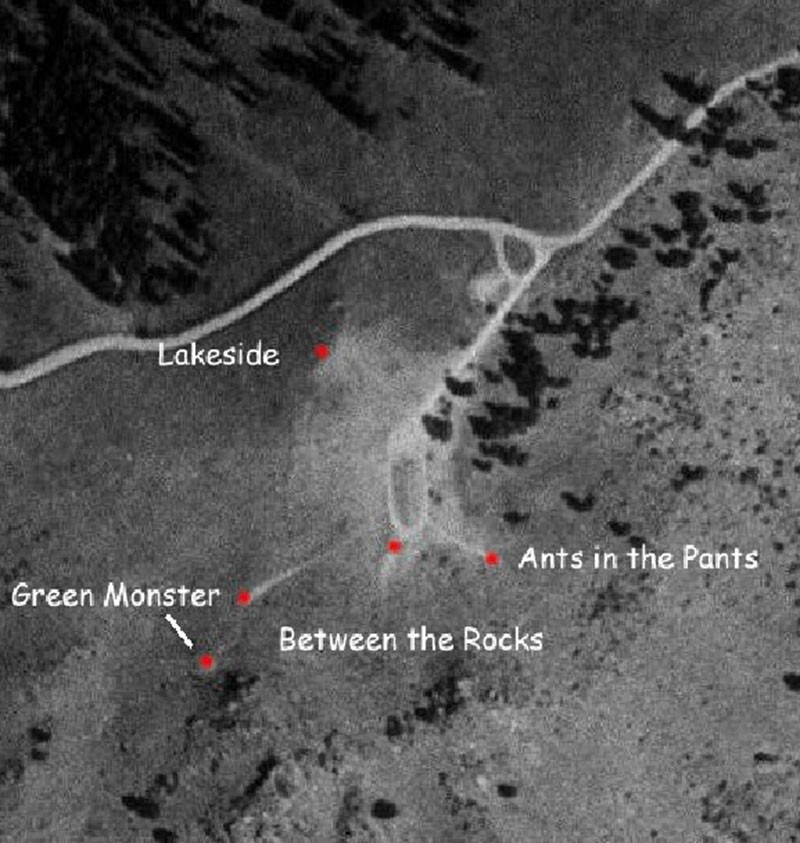 Lakeside
Ants in the Pants
Green Monster
Between the Rocks